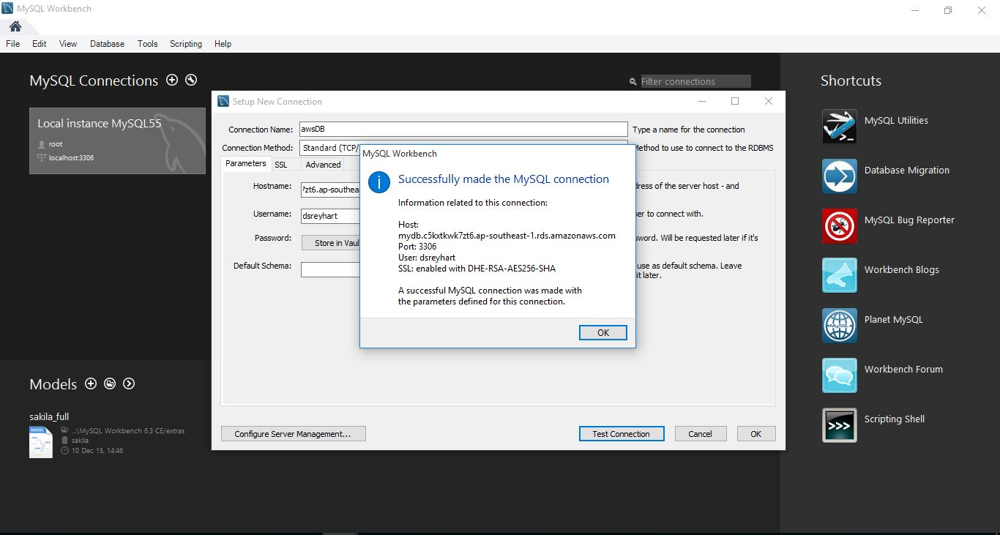 MySQL Workbench
File Edit View Database Tools Scripting Help
MySQL Connections
Filter connections
Local instance MySQL55
root
localhost:3306
Models
sakila_full
MODEL
...\MySQL Workbench 6.3 CE/extras
sakila
10 Dec 15, 14:46
Setup New Connection
Connection Name: awsDB Type a name for the connection
Connection Method: Standard (TCP/ Method to use to connect to the RDBMS
Parameters SSL Advanced
Hostname: 7zt6.ap-southea dress of the server host - and
Username: dsreyhart er to connect with.
Password: Store in Vaul sword. Will be requested later if it's
Default Schema: use as default schema. Leave
it later.
Configure Server Management... Test Connection Cancel OK
MySQL Workbench
Successfully made the MySQL connection
Information related to this connection:
Host:
mydb.c5kxtkwk7zt6.ap-southeast-1.rds.amazonaws.com
Port: 3306
User: dsreyhart
SSL: enabled with DHE-RSA-AES256-SHA
A successful MySQL connection was made with
the parameters defined for this connection.
OK
Shortcuts
MySQL Utilities
Database Migration
MySQL Bug Reporter
Workbench Blogs
MySQL
Planet MySQL
Workbench Forum
>>>
Scripting Shell